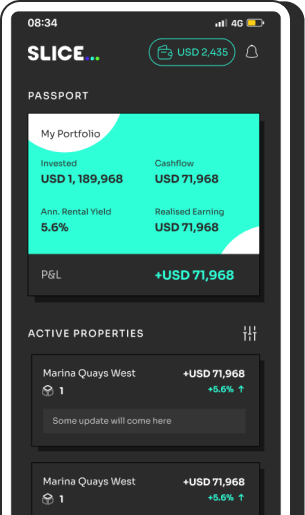 08:34
4G
SLICE...
USD 2,435
PASSPORT
My Portfolio
Invested
Cashflow
USD 1, 189,968
USD 71,968
Ann. Rental Yield
Realised Earning
5.6%
USD 71,968
P&L
+USD 71,968
ACTIVE PROPERTIES
Marina Quays West
+USD 71,968
1
+5.6% ↑
Some update will come here
Marina Quays West
+USD 71,968
1
+5.6% ↑